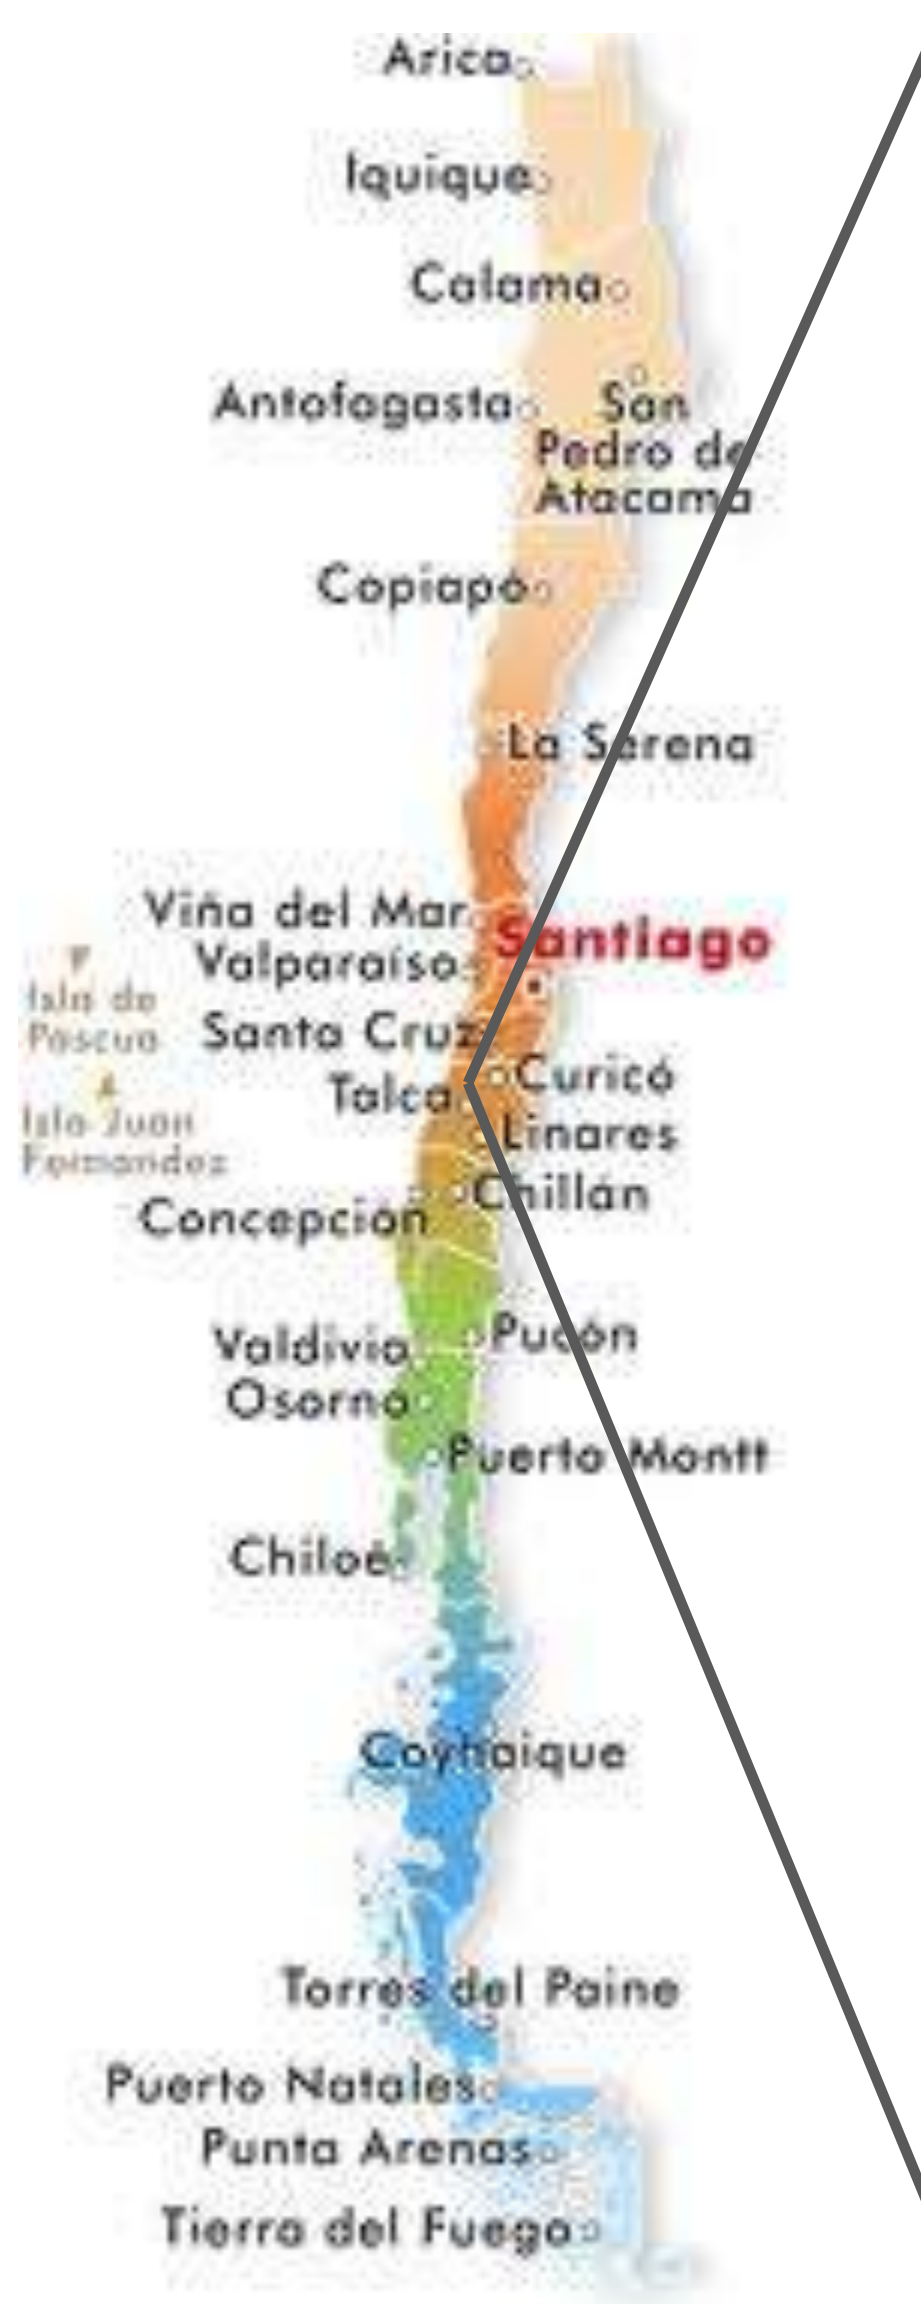 Arica
Iquique
Calama
Antofagasta
San
Pedro de
Atacama
Copiapó
La Serena
Viña del Mar
Santiago
Valparaíso
Isla de
Pascua
Santa Cruz
Curicó
Talca
Isla Juan
Fernandez
Linares
Chillán
Concepción
Pucón
Valdivia
Osorno
Puerto Montt
Chiloé
Coyhaique
Torres del Paine
Puerto Natales
Punta Arenas
Tierra del Fuego